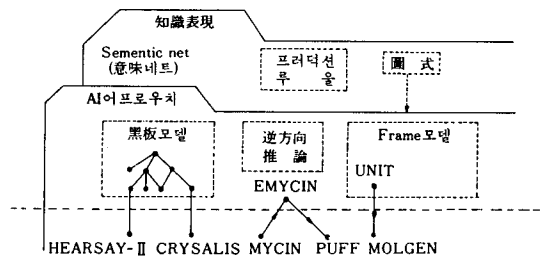 知識表現
Sementic net
(意味네트)
프러덕션
루 울
圖式
AI어프로우치
黑板모델
逆方向
推 論
Frame모델
EMYCIN
UNIT
HEARSAY-Ⅱ CRYSALIS MYCIN PUFF MOLGEN